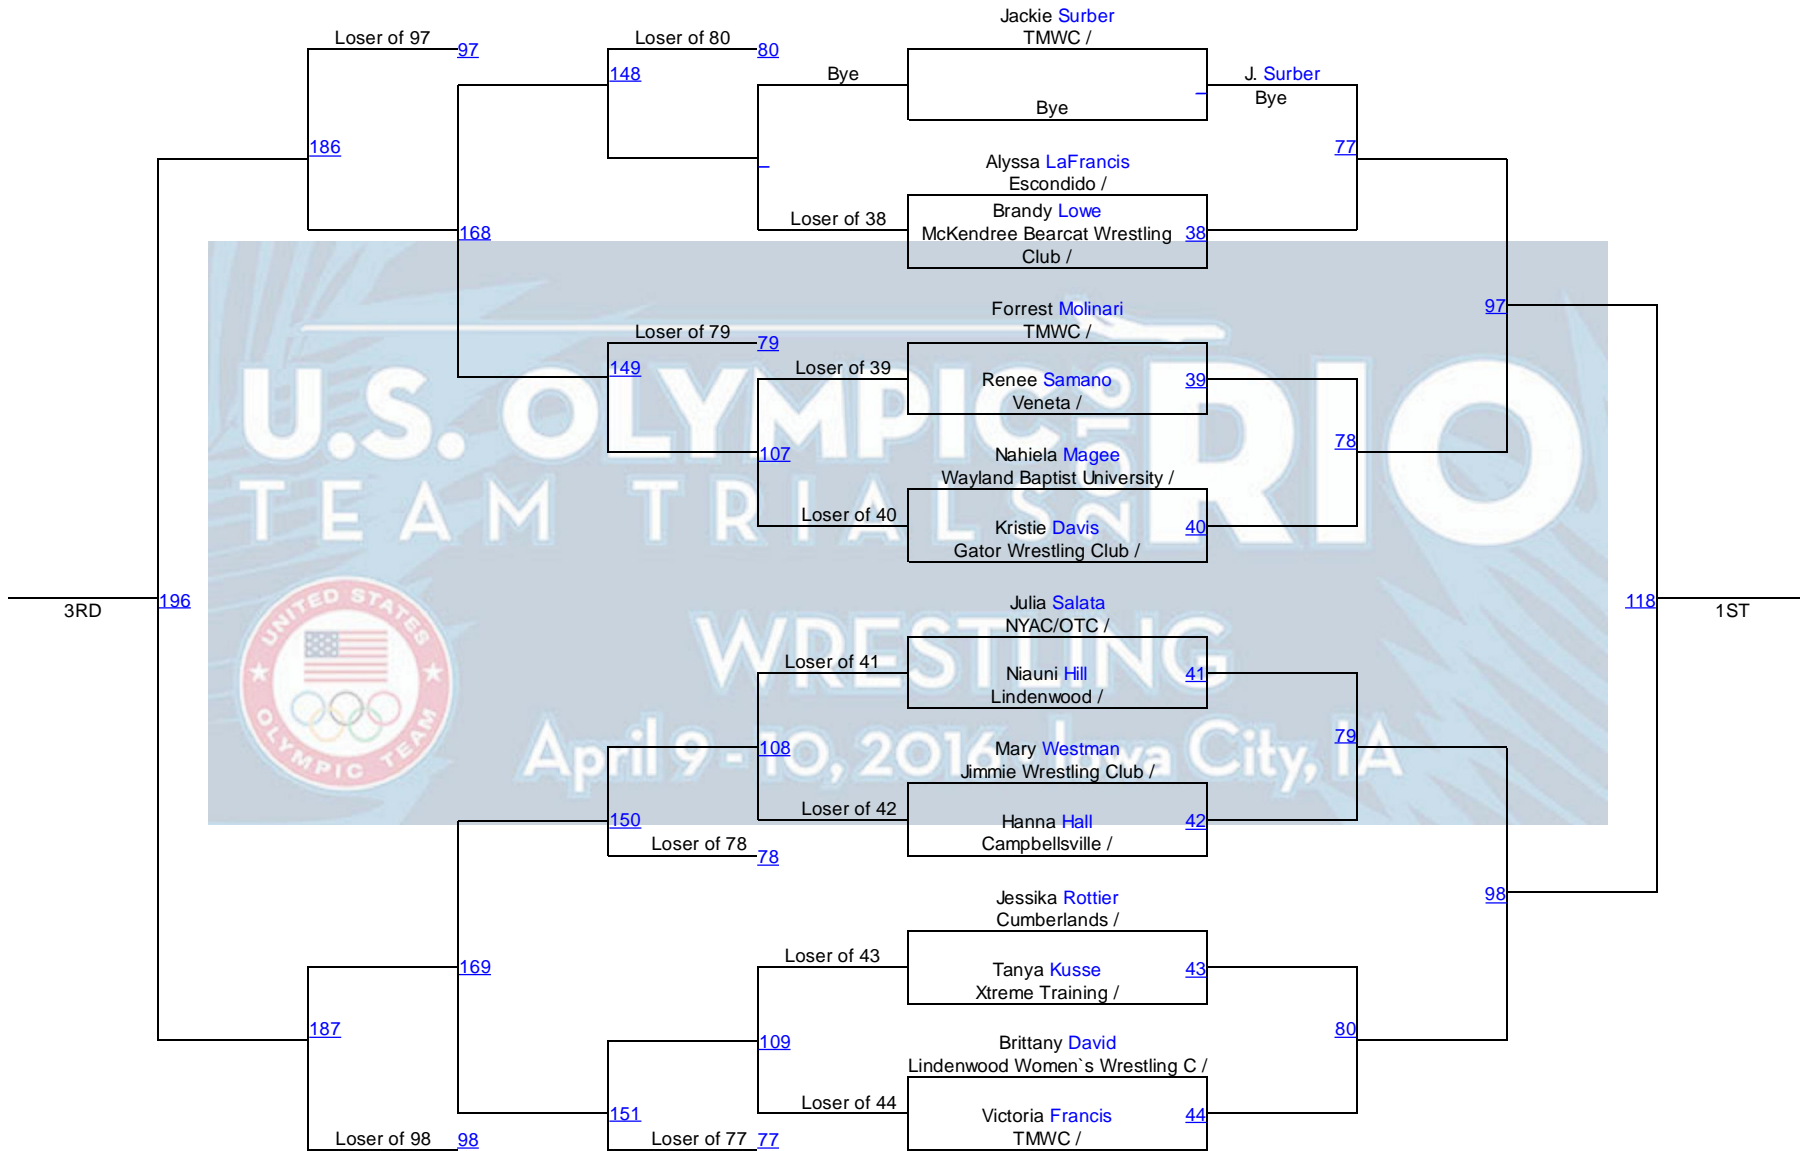 Jackie Surber
TMWC /
Loser of 97
97
Loser of 80
80
148
Bye
J. Surber
Bye
_
Bye
186
77
_
Alyssa LaFrancis
Escondido /
Loser of 38
Brandy Lowe
McKendree Bearcat Wrestling
Club /
38
168
Forrest Molinari
TMWC /
97
Loser of 79
79
149
Loser of 39
Renee Samano
Veneta /
39
107
Nahiela Magee
Wayland Baptist University /
78
Loser of 40
Kristie Davis
Gator Wrestling Club /
40
U.S. OLYMPIC
TEAM TRIALS
2016
RIO
3RD
196
Julia Salata
NYAC/OTC /
118
1ST
UNITED STATES
OLYMPIC TEAM
WRESTLING
April 9 - 10, 2016 - Iowa City, IA
Loser of 41
Niauni Hill
Lindenwood /
41
108
Mary Westman
Jimmie Wrestling Club /
79
150
Loser of 42
Hanna Hall
Campbellsville /
42
Loser of 78
78
Jessika Rottier
Cumberlands /
98
169
Loser of 43
Tanya Kusse
Xtreme Training /
43
187
109
Brittany David
Lindenwood Women`s Wrestling C /
80
151
Loser of 44
Victoria Francis
TMWC /
44
Loser of 98
98
Loser of 77
77